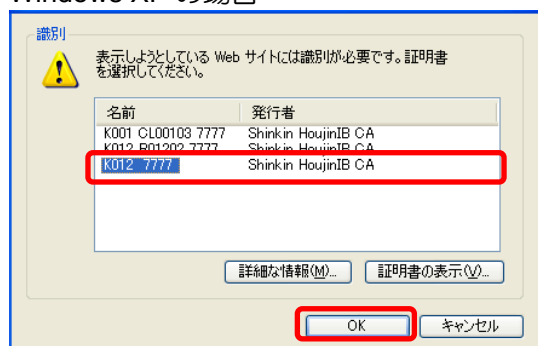 Windows XP の場合
識別
表示しようとしている Web サイトには識別が必要です。証明書
を選択してください。
名前 発行者
K001 CL00103 7777 Shinkin HoujinIB CA
K012 R01202 7777 Shinkin HoujinIB CA
K012 7777 Shinkin HoujinIB CA
詳細な情報(M)... 証明書の表示(V)...
OK キャンセル